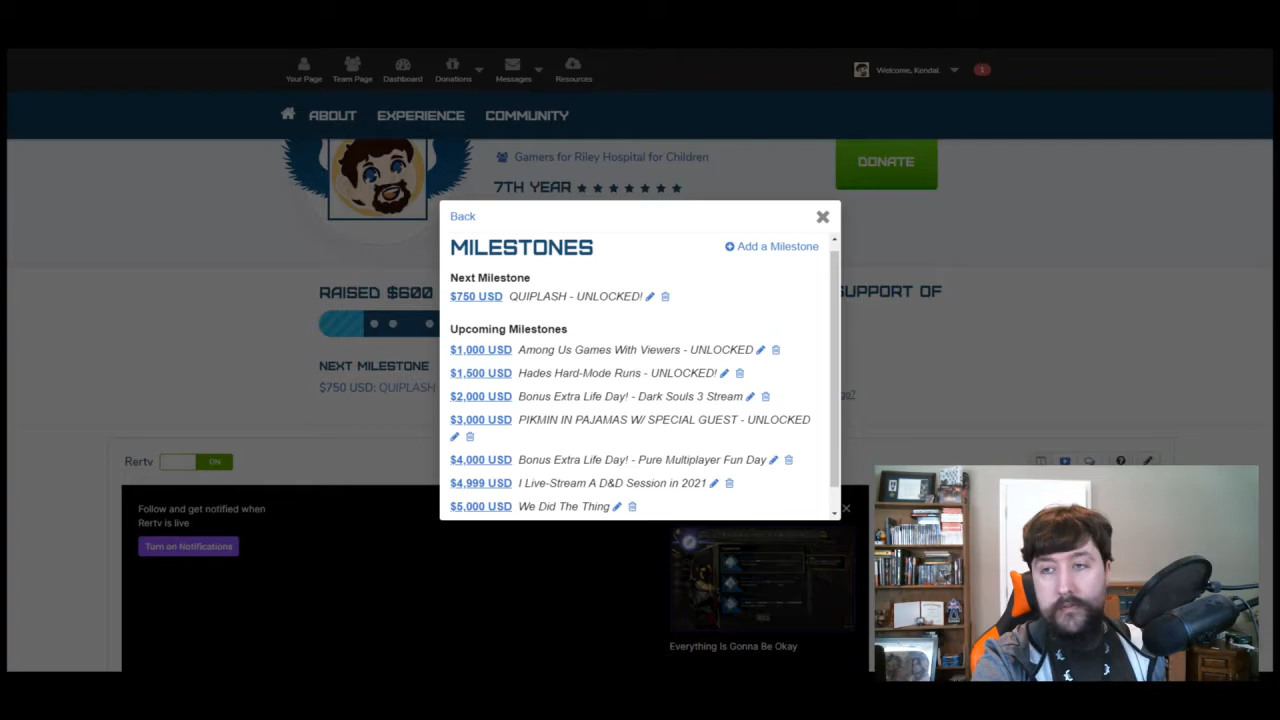 Your Page Team Page Dashboard Donations Messages Resources
Welcome, Kendal. 1
ABOUT EXPERIENCE COMMUNITY
Gamers for Riley Hospital for Children
DONATE
7TH YEAR
Back
MILESTONES
Add a Milestone
Next Milestone
$750 USD QUIPLASH - UNLOCKED!
RAISED $600
SUPPORT OF
Upcoming Milestones
$1,000 USD Among Us Games With Viewers - UNLOCKED
NEXT MILESTONE
$1,500 USD Hades Hard-Mode Runs - UNLOCKED!
$750 USD: QUIPLASH
$2,000 USD Bonus Extra Life Day! - Dark Souls 3 Stream
$3,000 USD PIKMIN IN PAJAMAS W/ SPECIAL GUEST - UNLOCKED
$4,000 USD Bonus Extra Life Day! - Pure Multiplayer Fun Day
Rertv ON
$4,999 USD I Live-Stream A D&D Session in 2021
$5,000 USD We Did The Thing
Follow and get notified when
Rertv is live
Turn on Notifications
Everything Is Gonna Be Okay